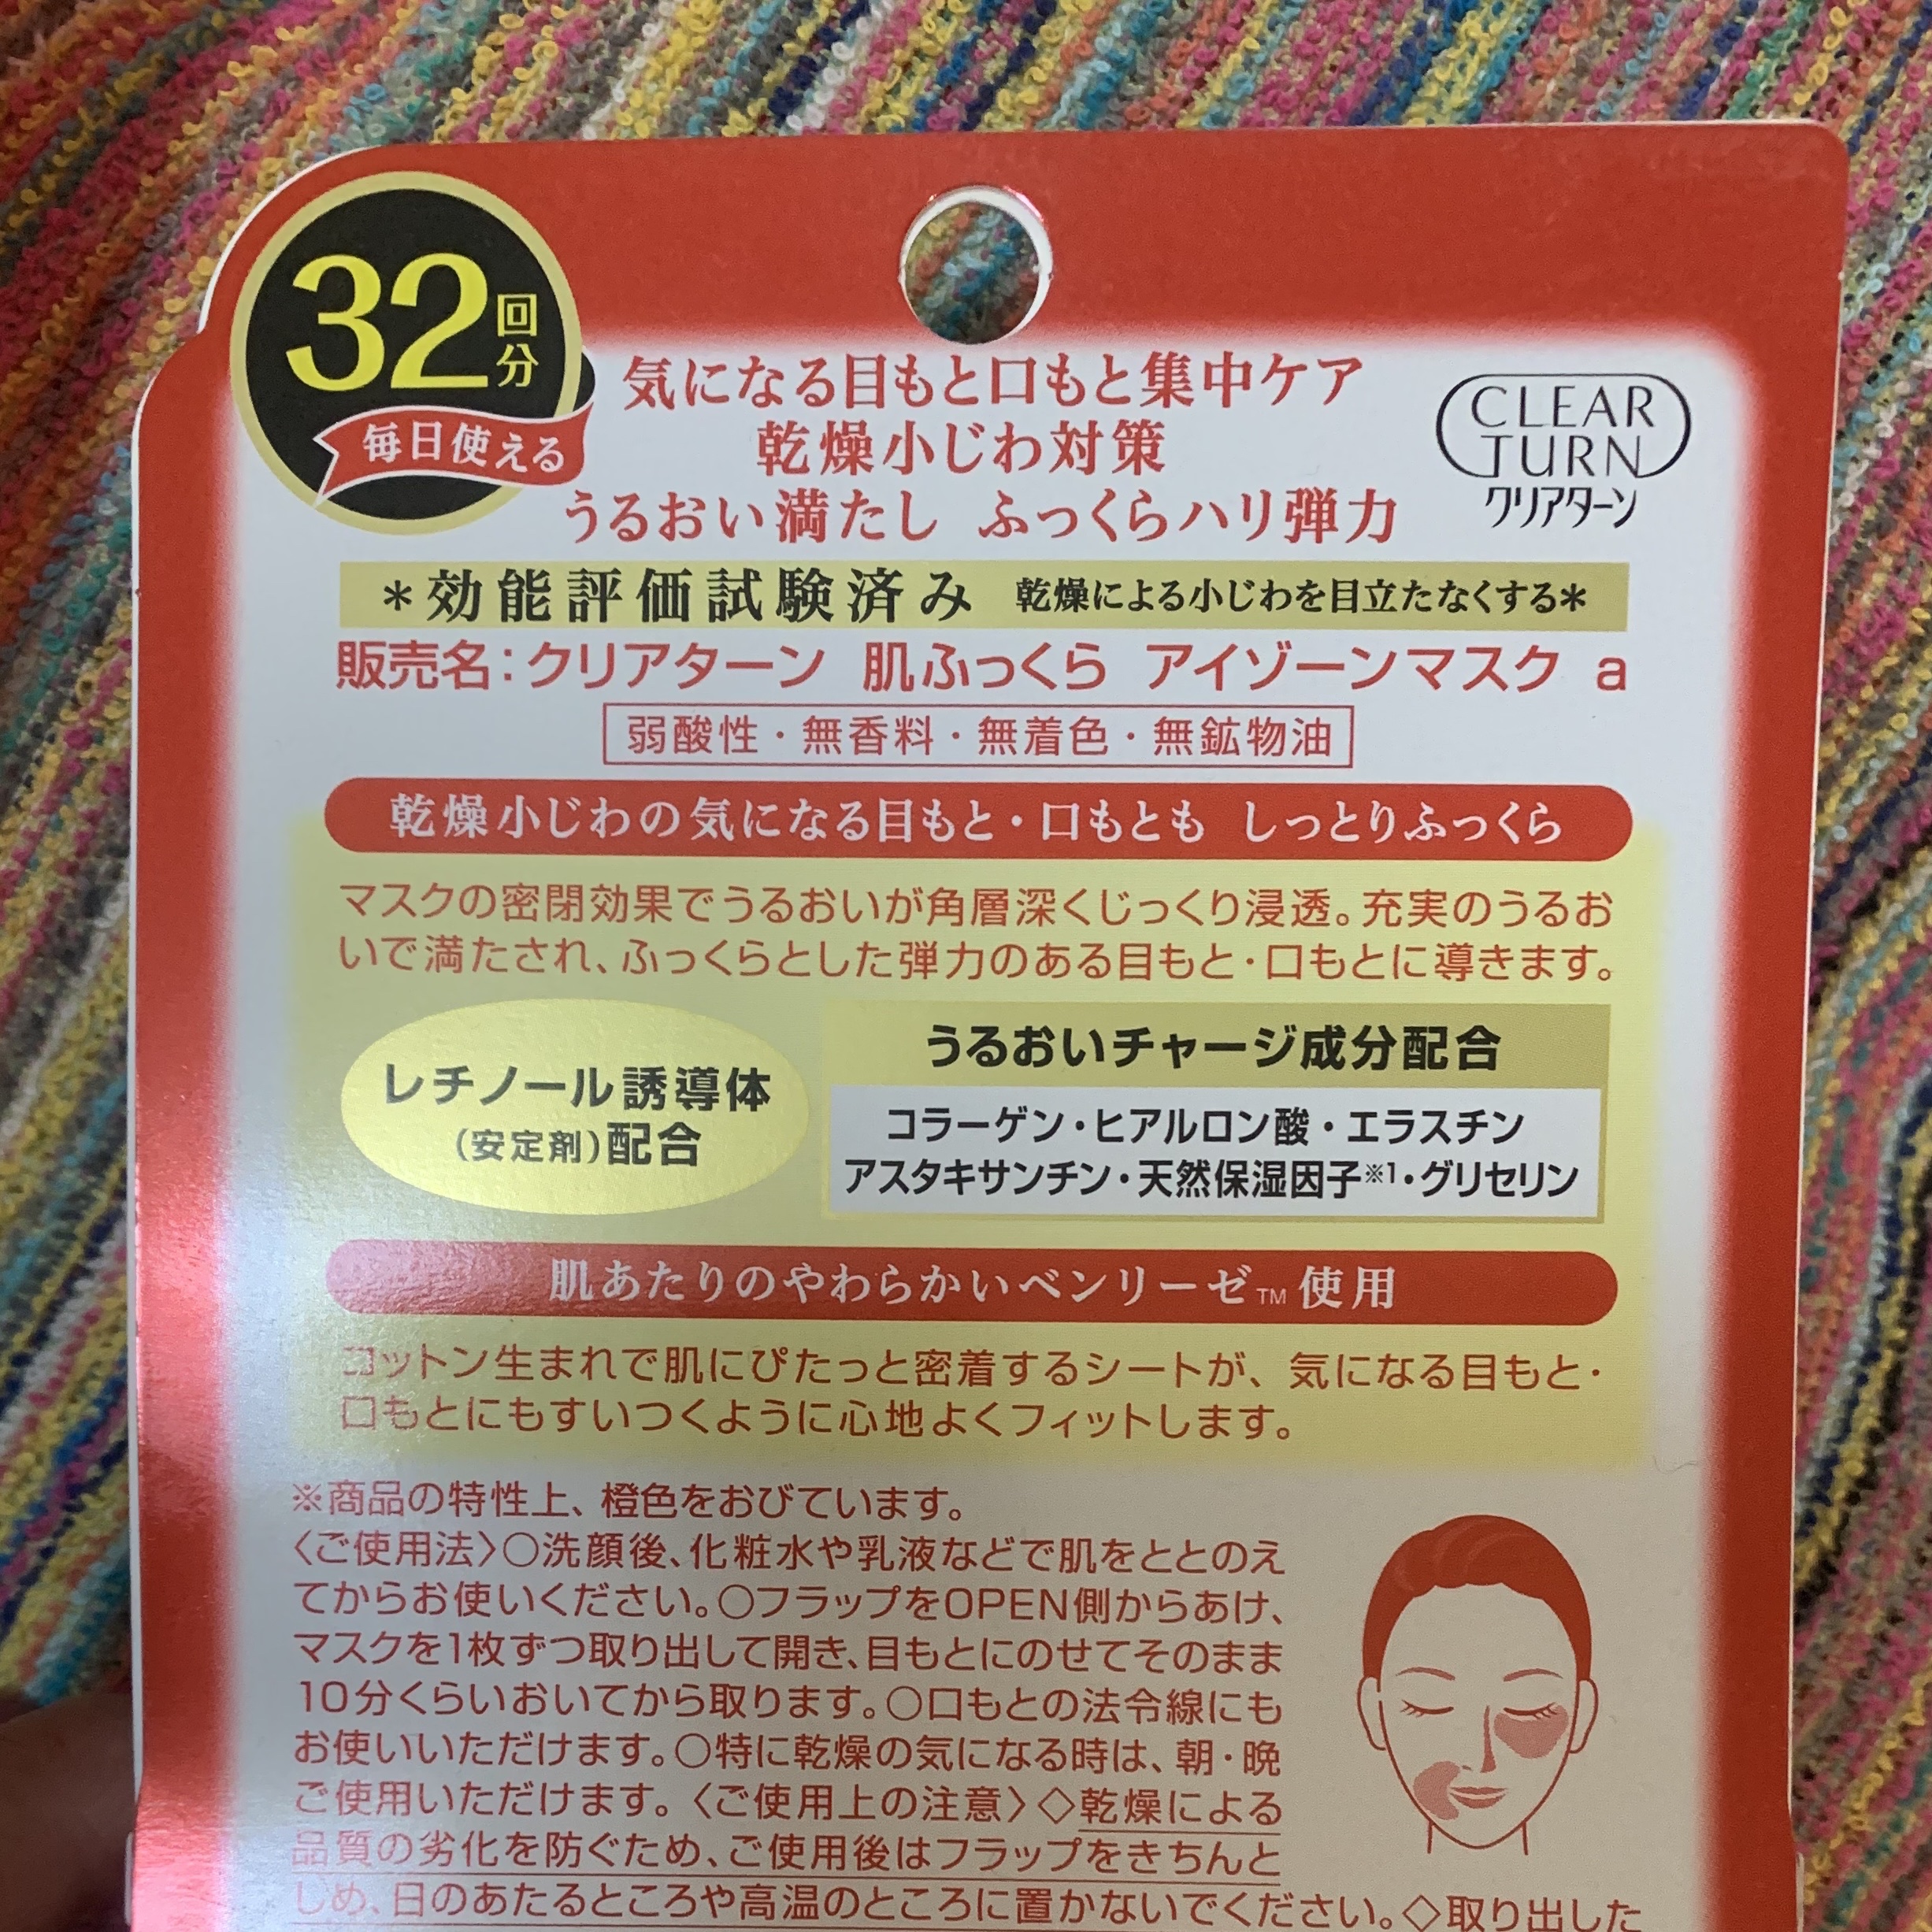 32回分
毎日使える
気になる目もと口もと集中ケア
乾燥小じわ対策
うるおい満たし ふっくらハリ弾力
CLEAR
TURN
クリアターン
*効能評価試験済み 乾燥による小じわを目立たなくする*
販売名:クリアターン 肌ふっくら アイゾーンマスク a
弱酸性・無香料・無着色・無鉱物油
乾燥小じわの気になる目もと・口もとも しっとりふっくら
マスクの密閉効果でうるおいが角層深くじっくり浸透。充実のうるお
いで満たされ、ふっくらとした弾力のある目もと・口もとに導きます。
レチノール誘導体
(安定剤)配合
うるおいチャージ成分配合
コラーゲン・ヒアルロン酸・エラスチン
アスタキサンチン・天然保湿因子※1・グリセリン
肌あたりのやわらかいベンリーゼ™使用
コットン生まれで肌にぴたっと密着するシートが、気になる目もと・
口もとにもすいつくように心地よくフィットします。
※商品の特性上、橙色をおびています。
〈ご使用法〉○洗顔後、化粧水や乳液などで肌をととのえ
てからお使いください。○フラップをOPEN側からあけ、
マスクを1枚ずつ取り出して開き、目もとにのせてそのまま
10分くらいおいてから取ります。○口もとの法令線にも
お使いいただけます。○特に乾燥の気になる時は、朝・晩
ご使用いただけます。〈ご使用上の注意〉◇乾燥による
品質の劣化を防ぐため、ご使用後はフラップをきちんと
しめ、日のあたるところや高温のところに置かないでください。◇取り出した